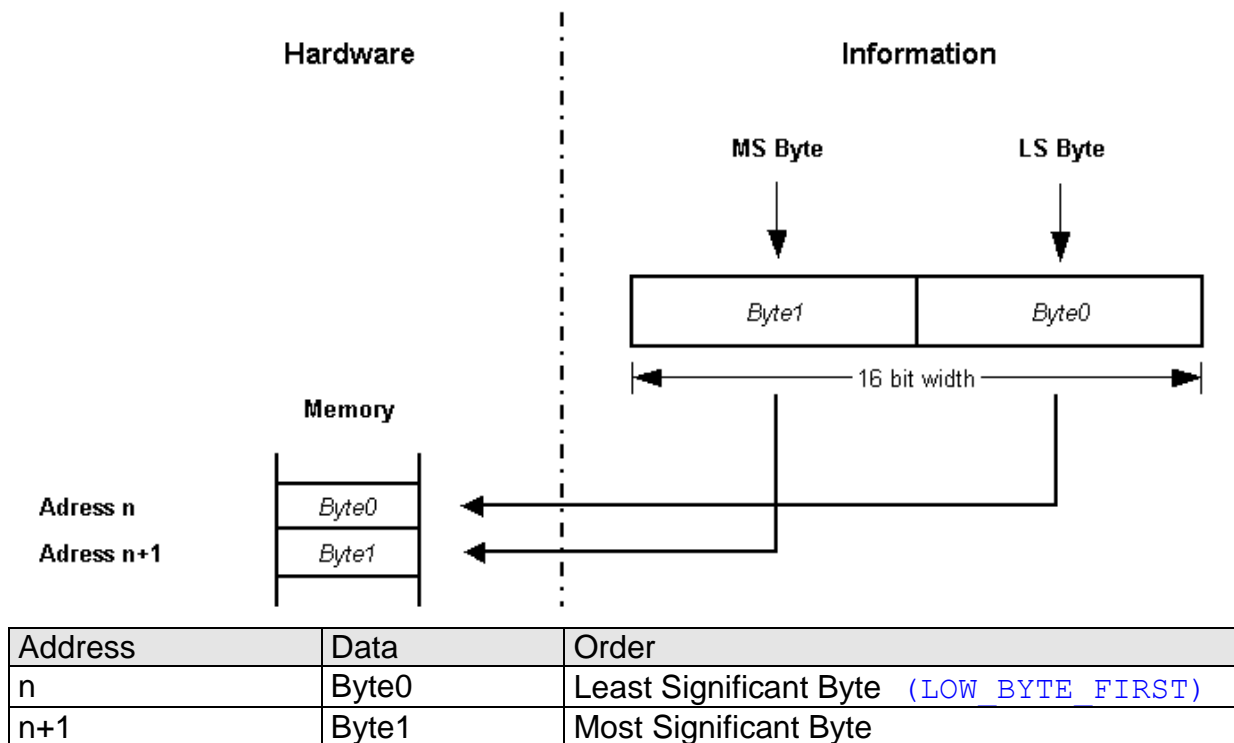 Hardware
Information
MS Byte
LS Byte
Byte1
Byte0
16 bit width
Memory
Adress n
Byte0
Adress n+1
Byte1
Address Data Order
n Byte0 Least Significant Byte (LOW_BYTE_FIRST)
n+1 Byte1 Most Significant Byte